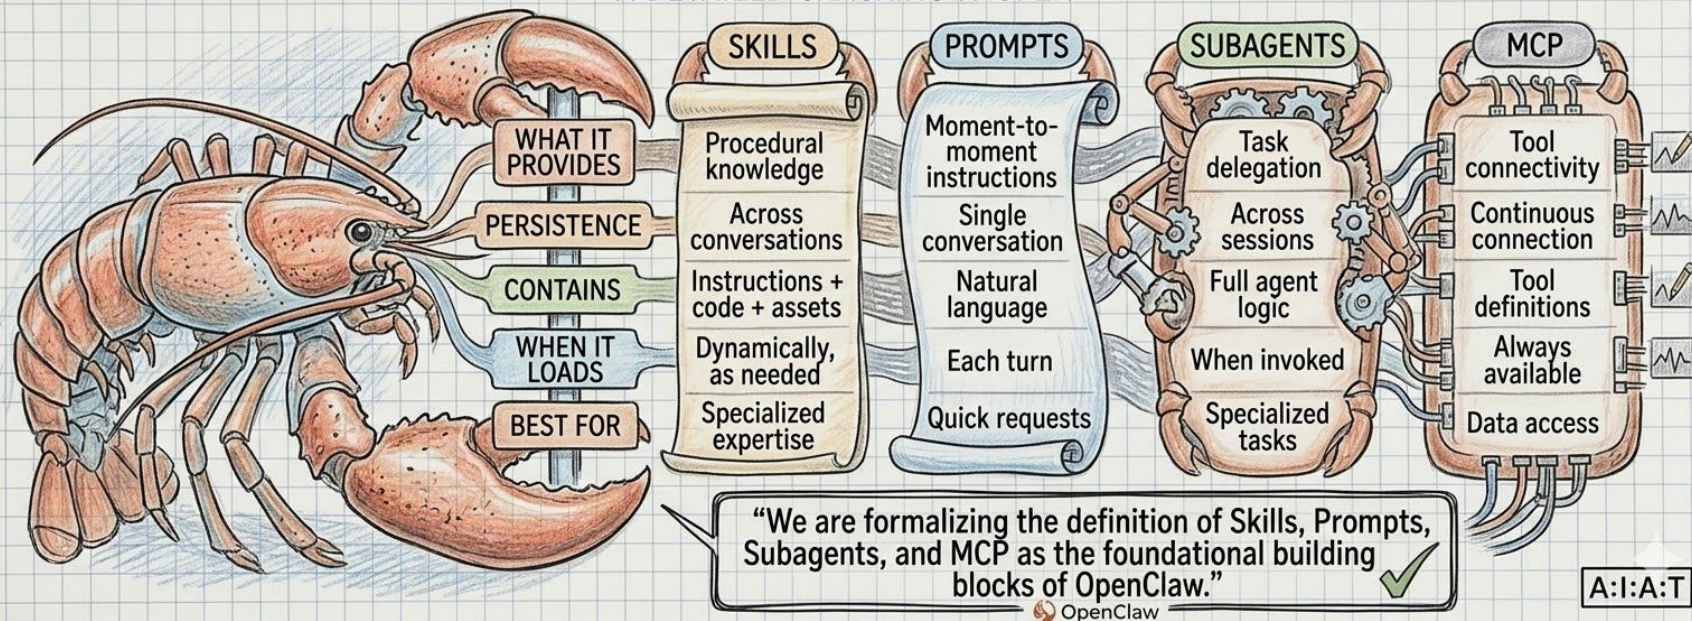 SKILLS
PROMPTS
SUBAGENTS
MCP
WHAT IT
PROVIDES
Procedural
knowledge
Moment-to-
moment
instructions
Task
delegation
Tool
connectivity
PERSISTENCE
Across
conversations
Single
conversation
Across
sessions
Continuous
connection
CONTAINS
Instructions +
code + assets
Natural
language
Full agent
logic
Tool
definitions
WHEN IT
LOADS
Dynamically,
as needed
Each turn
When invoked
Always
available
BEST FOR
Specialized
expertise
Quick requests
Specialized
tasks
Data access
“We are formalizing the definition of Skills, Prompts,
Subagents, and MCP as the foundational building
blocks of OpenClaw.”
OpenClaw
A:I:A:T